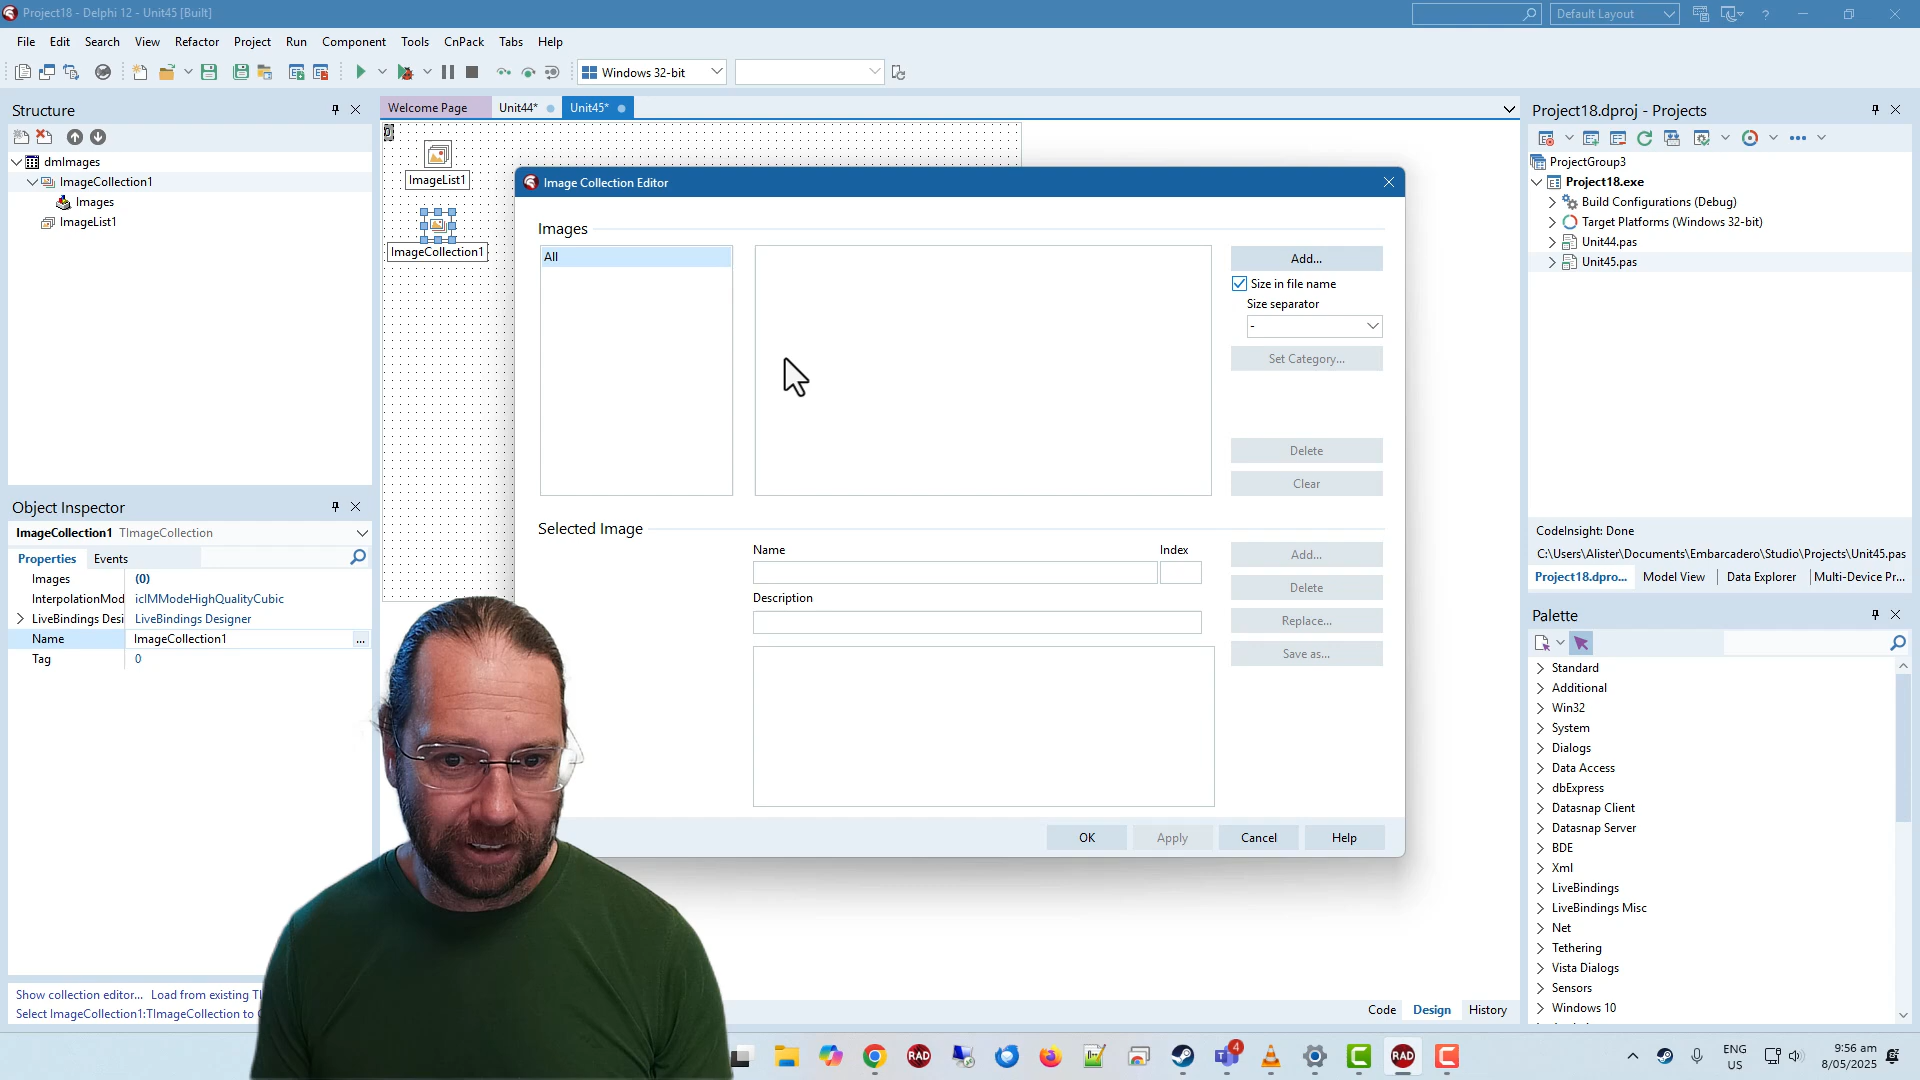 Project18 - Delphi 12 - Unit45 [Built]
Default Layout
File Edit Search View Refactor Project Run Component Tools CnPack Tabs Help
Windows 32-bit
Structure
dmImages
ImageCollection1
Images
ImageList1
Welcome Page
Unit44*
Unit45*
ImageList1
ImageCollection1
Image Collection Editor
Images
All
Add...
Size in file name
Size separator
-
Set Category...
Delete
Clear
Selected Image
Name
Index
Description
Add...
Delete
Replace...
Save as...
OK
Apply
Cancel
Help
Object Inspector
ImageCollection1 TImageCollection
Properties
Events
Images (0)
InterpolationMod icIMModeHighQualityCubic
LiveBindings Desi LiveBindings Designer
Name ImageCollection1 ...
Tag 0
Show collection editor... Load from existing
Select ImageCollection1:TImageCollection to
Code
Design
History
Project18.dproj - Projects
ProjectGroup3
Project18.exe
Build Configurations (Debug)
Target Platforms (Windows 32-bit)
Unit44.pas
Unit45.pas
CodeInsight: Done
C:\Users\Alister\Documents\Embarcadero\Studio\Projects\Unit45.pas
Project18.dpro...
Model View
Data Explorer
Multi-Device Pr...
Palette
Standard
Additional
Win32
System
Dialogs
Data Access
dbExpress
Datasnap Client
Datasnap Server
BDE
Xml
LiveBindings
LiveBindings Misc
Net
Tethering
Vista Dialogs
Sensors
Windows 10
RAD
4
RAD
ENG
US
9:56 am
8/05/2025